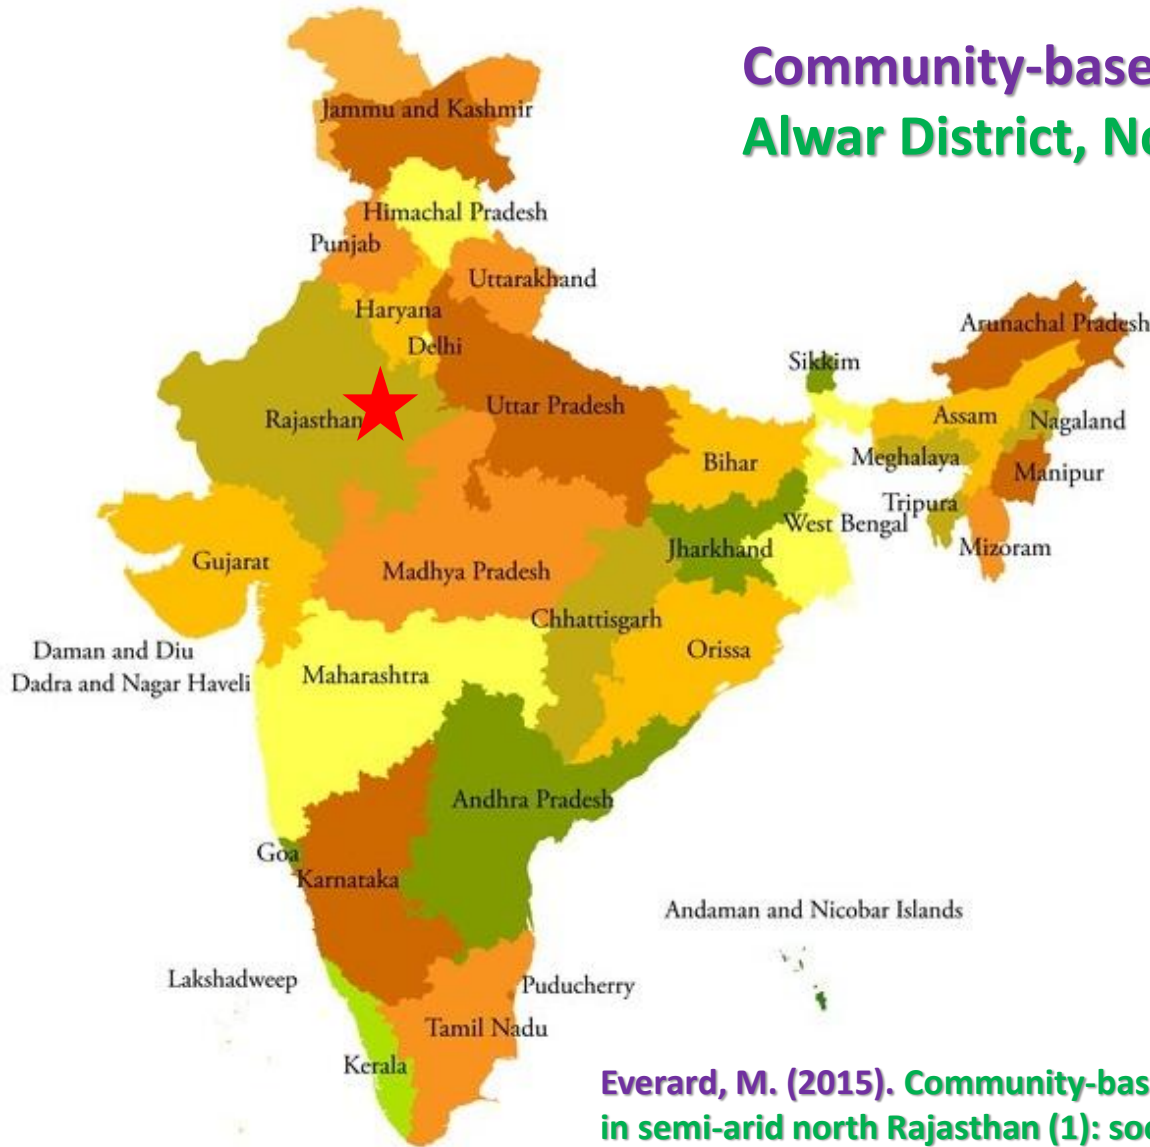 Community-base
Alwar District, No
Jammu and Kashmir
Himachal Pradesh
Punjab
Uttarakhand
Haryana
Delhi
Arunachal Pradesh
Sikkim
Rajasthan
Uttar Pradesh
Assam
Nagaland
Bihar
Meghalaya
Manipur
Tripura
West Bengal
Jharkhand
Mizoram
Gujarat
Madhya Pradesh
Chhattisgarh
Daman and Diu
Orissa
Dadra and Nagar Haveli
Maharashtra
Andhra Pradesh
Goa
Karnataka
Andaman and Nicobar Islands
Lakshadweep
Puducherry
Tamil Nadu
Kerala
Everard, M. (2015). Community-bas
in semi-arid north Rajasthan (1): soc